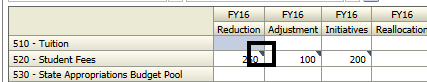 FY16 FY16 FY16 FY16
Reduction Adjustment Initiatives Reallocation
510 - Tuition
520 - Student Fees 100 200
530 - State Appropriations Budget Pool